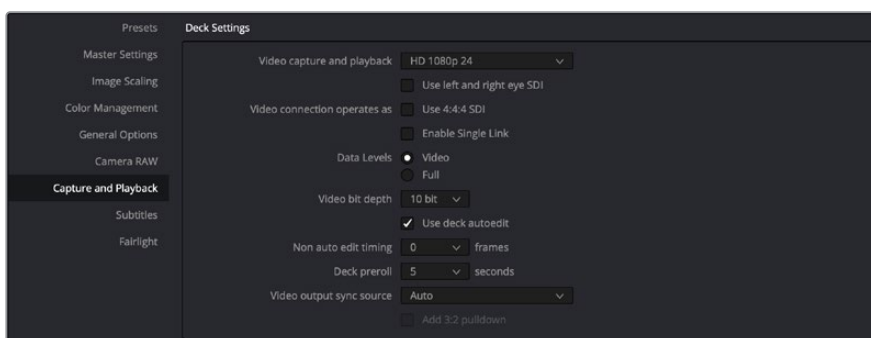 Presets
Master Settings
Image Scaling
Color Management
General Options
Camera RAW
Capture and Playback
Subtitles
Fairlight
Deck Settings
Video capture and playback HD 1080p 24
Use left and right eye SDI
Video connection operates as Use 4:4:4 SDI
Enable Single Link
Data Levels Video
Full
Video bit depth 10 bit
Use deck autoedit
Non auto edit timing 0 frames
Deck preroll 5 seconds
Video output sync source Auto
Add 3:2 pulldown